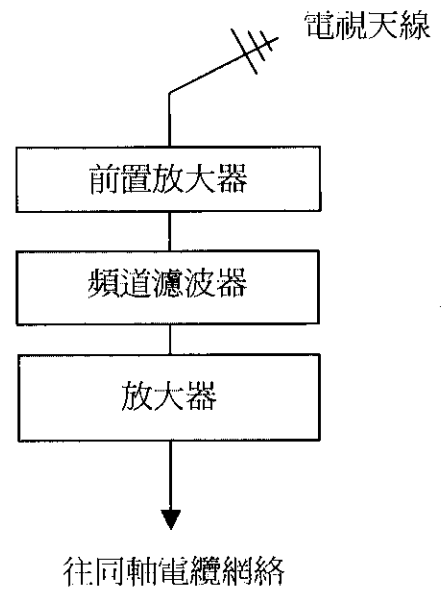 電視天線
前置放大器
頻道濾波器
放大器
往同軸電纜網絡